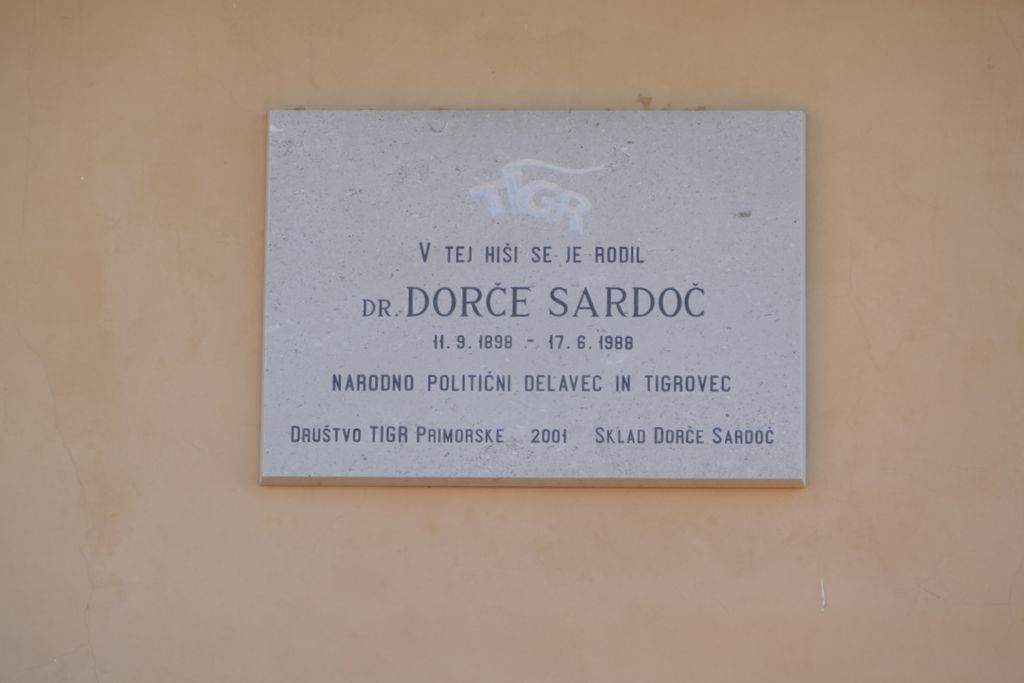 TIGR
V TEJ HIŠI SE JE RODIL
DR. DORČE SARDOČ
11. 9. 1898 - 17. 6. 1988
NARODNO POLITIČNI DELAVEC IN TIGROVEC
DRUŠTVO TIGR PRIMORSKE 2001 SKLAD DORČE SARDOČ